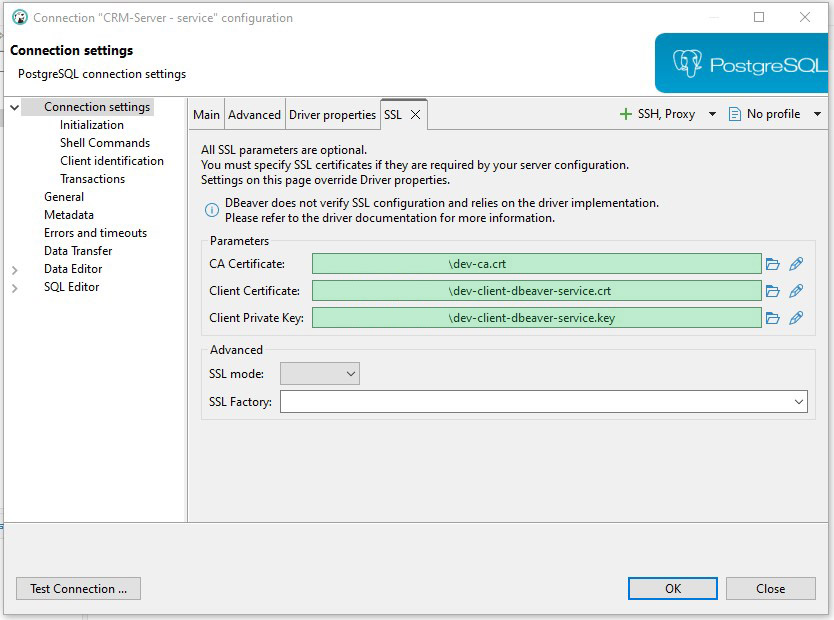 Connection "CRM-Server - service" configuration
Connection settings
PostgreSQL connection settings
PostgreSQL
Connection settings
Initialization
Shell Commands
Client identification
Transactions
General
Metadata
Errors and timeouts
Data Transfer
Data Editor
SQL Editor
Main Advanced Driver properties SSL SSH, Proxy No profile
All SSL parameters are optional.
You must specify SSL certificates if they are required by your server configuration.
Settings on this page override Driver properties.
DBeaver does not verify SSL configuration and relies on the driver implementation.
Please refer to the driver documentation for more information.
Parameters
CA Certificate: \dev-ca.crt
Client Certificate: \dev-client-dbeaver-service.crt
Client Private Key: \dev-client-dbeaver-service.key
Advanced
SSL mode:
SSL Factory:
Test Connection ... OK Close